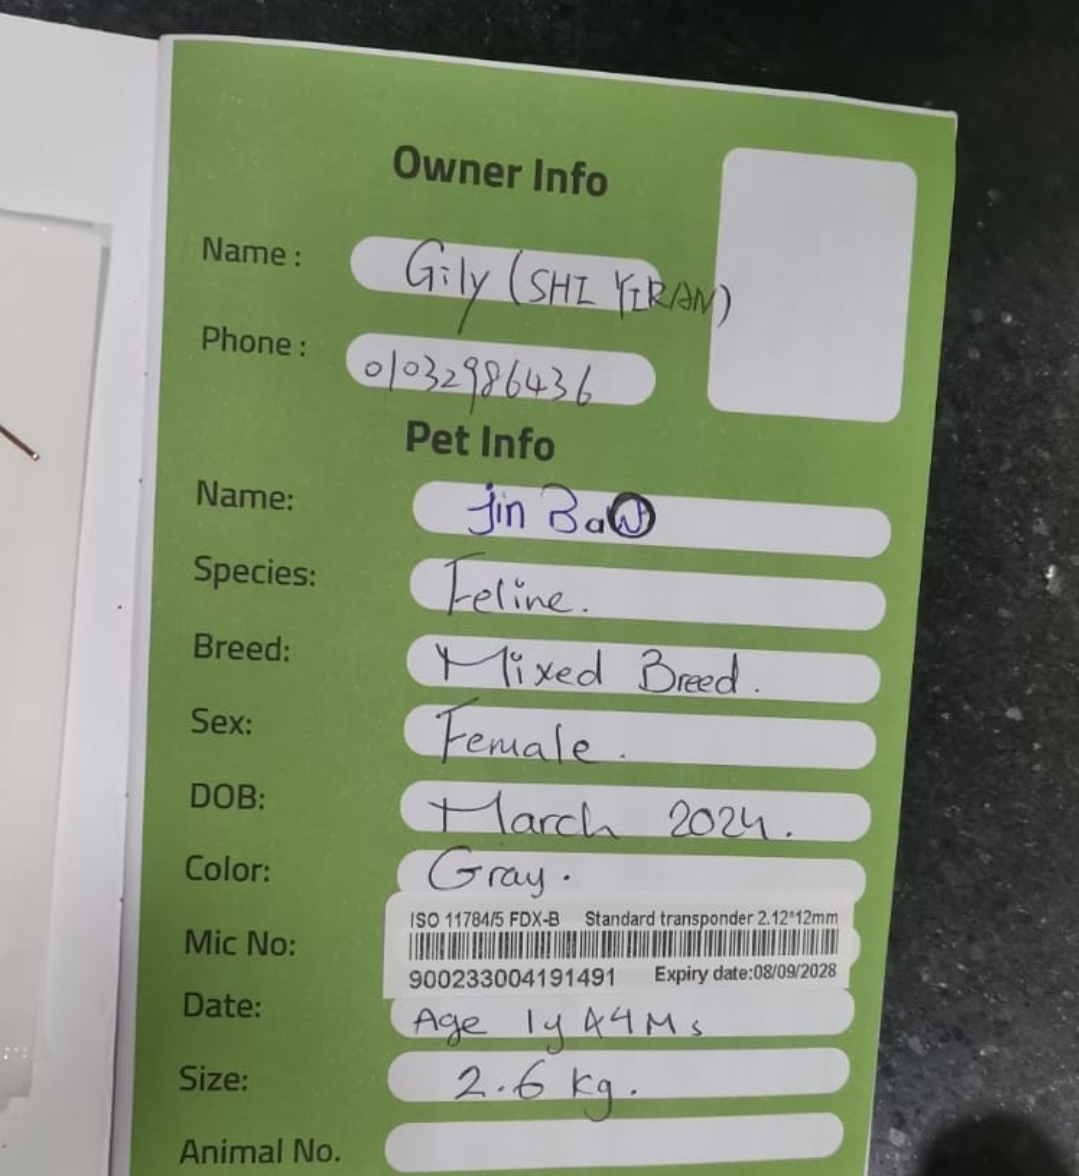 Owner Info
Name : Gily (SHI YIRAN)
Phone : 01032986436
Pet Info
Name: Jin
Species: Feline.
Breed: Mixed Breed.
Sex: Female.
DOB: March 2024.
Color: Gray.
ISO 11784/5 FDX-B Standard transponder 2.12*12mm
Mic No:
900233004191491 Expiry date:08/09/2028
Date: Age 1y &4Ms
Size: 2.6 kg.
Animal No.